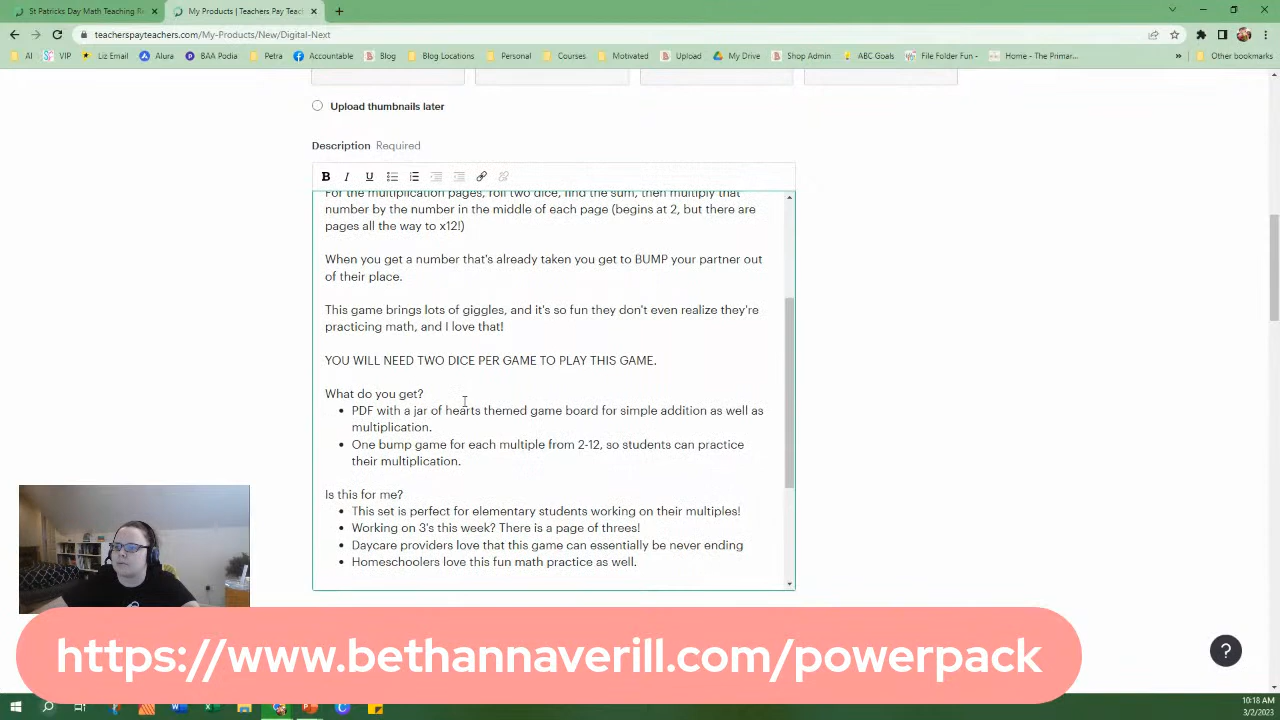 St Patricks Day Math Teaching Re
My Products | Teachers Pay Teac
teacherspayteachers.com/My-Products/New/Digital-Next
AI
VIP
Liz Email
Alura
BAA Podia
Petra
Accountable
Blog
Blog Locations
Personal
Courses
Motivated
Upload
My Drive
Shop Admin
ABC Goals
File Folder Fun -
Home - The Primar...
Other bookmarks
Upload thumbnails later
Description Required
For the multiplication pages, roll two dice, find the sum, then multiply that
number by the number in the middle of each page (begins at 2, but there are
pages all the way to x12!)
When you get a number that's already taken you get to BUMP your partner out
of their place.
This game brings lots of giggles, and it's so fun they don't even realize they're
practicing math, and I love that!
YOU WILL NEED TWO DICE PER GAME TO PLAY THIS GAME.
What do you get?
• PDF with a jar of hearts themed game board for simple addition as well as
multiplication.
• One bump game for each multiple from 2-12, so students can practice
their multiplication.
Is this for me?
• This set is perfect for elementary students working on their multiples!
• Working on 3's this week? There is a page of threes!
• Daycare providers love that this game can essentially be never ending
• Homeschoolers love this fun math practice as well.
https://www.bethannaverill.com/powerpack
10:18 AM
3/2/2023